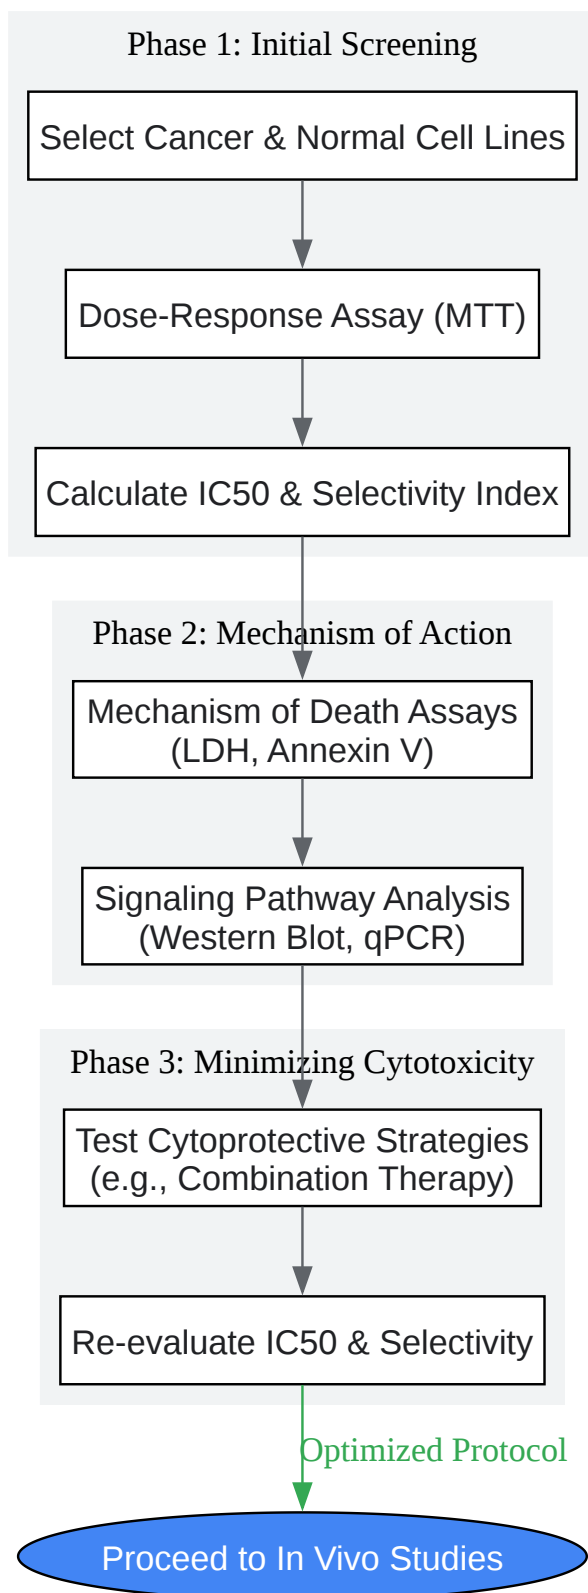 Phase 1: Initial Screening
Select Cancer & Normal Cell Lines
Dose-Response Assay (MTT)
Calculate IC50 & Selectivity Index
Phase 2: Mechanism of Action
Mechanism of Death Assays
(LDH, Annexin V)
Signaling Pathway Analysis
(Western Blot, qPCR)
Phase 3: Minimizing Cytotoxicity
Test Cytoprotective Strategies
(e.g., Combination Therapy)
Re-evaluate IC50 & Selectivity
Optimized Protocol
Proceed to In Vivo Studies